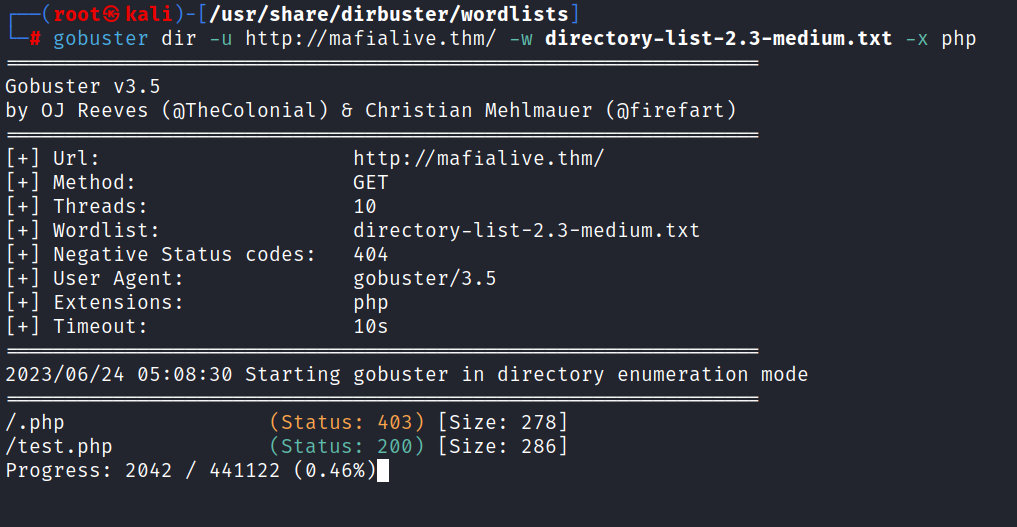 ┌──(root㉿kali)-[/usr/share/dirbuster/wordlists]
└─# gobuster dir -u http://mafialive.thm/ -w directory-list-2.3-medium.txt -x php
===============================================================
Gobuster v3.5
by OJ Reeves (@TheColonial) & Christian Mehlmauer (@firefart)
===============================================================
[+] Url:                     http://mafialive.thm/
[+] Method:                  GET
[+] Threads:                 10
[+] Wordlist:                directory-list-2.3-medium.txt
[+] Negative Status codes:   404
[+] User Agent:              gobuster/3.5
[+] Extensions:              php
[+] Timeout:                 10s
===============================================================
2023/06/24 05:08:30 Starting gobuster in directory enumeration mode
===============================================================
/.php                 (Status: 403) [Size: 278]
/test.php             (Status: 200) [Size: 286]
Progress: 2042 / 441122 (0.46%)